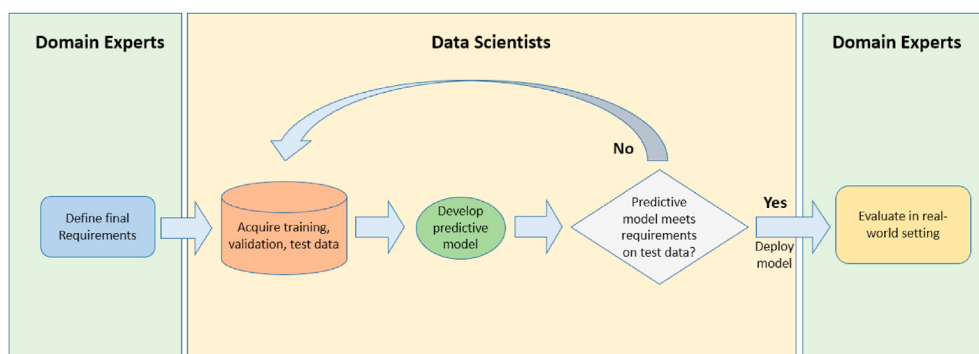 Domain Experts
Data Scientists
Domain Experts
No
Define final
Requirements
Acquire training,
validation, test data
Develop
predictive
model
Predictive
model meets
requirements
on test data?
Yes
Deploy
model
Evaluate in real-
world setting